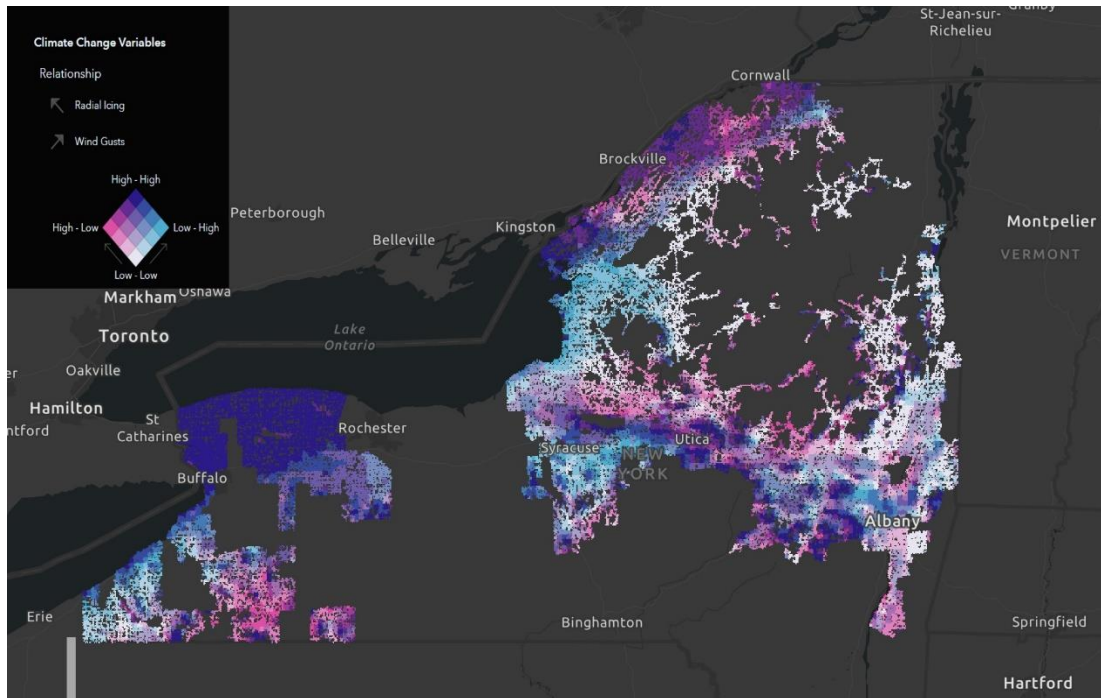 Climate Change Variables
Relationship
Radial Icing
Wind Gusts
High - High
High - Low
Low - High
Low - Low
St-Jean-sur-
Richelieu
Granby
Cornwall
Brockville
Peterborough
Belleville
Kingston
Montpelier
VERMONT
Markham
Oshawa
Toronto
Lake
Ontario
Oakville
Hamilton
St
Catharines
Rochester
Buffalo
Syracuse
Utica
NEW
YORK
Albany
Erie
Binghamton
Springfield
Hartford